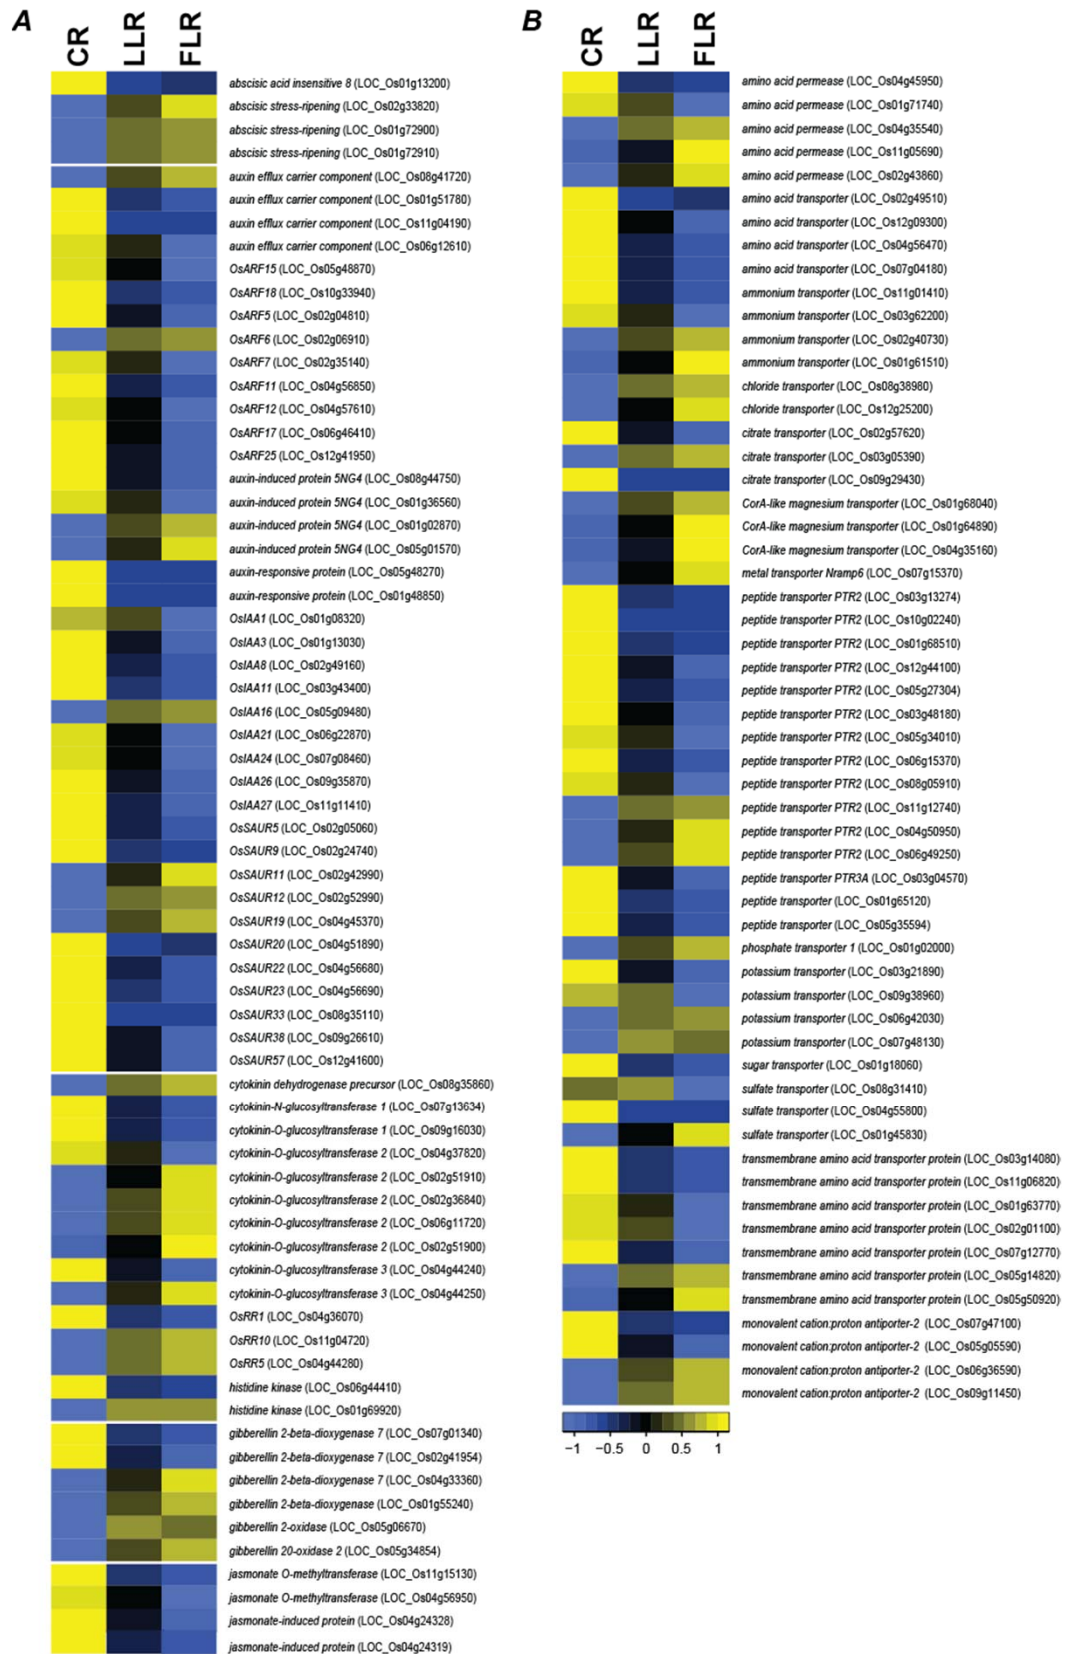 A
CR
LLR
FLR
abscisic acid insensitive 8 (LOC_Os01g13200)
abscisic stress-ripening (LOC_Os02g33820)
abscisic stress-ripening (LOC_Os01g72900)
abscisic stress-ripening (LOC_Os01g72910)
auxin efflux carrier component (LOC_Os08g41720)
auxin efflux carrier component (LOC_Os01g51780)
auxin efflux carrier component (LOC_Os11g04190)
auxin efflux carrier component (LOC_Os06g12610)
OsARF15 (LOC_Os05g48870)
OsARF18 (LOC_Os10g33940)
OsARF5 (LOC_Os02g04810)
OsARF6 (LOC_Os02g06910)
OsARF7 (LOC_Os02g35140)
OsARF11 (LOC_Os04g56850)
OsARF12 (LOC_Os04g57610)
OsARF17 (LOC_Os06g46410)
OsARF25 (LOC_Os12g41950)
auxin-induced protein 5NG4 (LOC_Os08g44750)
auxin-induced protein 5NG4 (LOC_Os01g36560)
auxin-induced protein 5NG4 (LOC_Os01g02870)
auxin-induced protein 5NG4 (LOC_Os05g01570)
auxin-responsive protein (LOC_Os05g48270)
auxin-responsive protein (LOC_Os01g48850)
OsIAA1 (LOC_Os01g08320)
OsIAA3 (LOC_Os01g13030)
OsIAA8 (LOC_Os02g49160)
OsIAA11 (LOC_Os03g43400)
OsIAA16 (LOC_Os05g09480)
OsIAA21 (LOC_Os06g22870)
OsIAA24 (LOC_Os07g08460)
OsIAA26 (LOC_Os09g35870)
OsIAA27 (LOC_Os11g11410)
OsSAUR5 (LOC_Os02g05060)
OsSAUR9 (LOC_Os02g24740)
OsSAUR11 (LOC_Os02g42990)
OsSAUR12 (LOC_Os02g52990)
OsSAUR19 (LOC_Os04g45370)
OsSAUR20 (LOC_Os04g51890)
OsSAUR22 (LOC_Os04g56680)
OsSAUR23 (LOC_Os04g56690)
OsSAUR33 (LOC_Os08g35110)
OsSAUR38 (LOC_Os09g26610)
OsSAUR57 (LOC_Os12g41600)
cytokinin dehydrogenase precursor (LOC_Os08g35860)
cytokinin-N-glucosyltransferase 1 (LOC_Os07g13634)
cytokinin-O-glucosyltransferase 1 (LOC_Os09g16030)
cytokinin-O-glucosyltransferase 2 (LOC_Os04g37820)
cytokinin-O-glucosyltransferase 2 (LOC_Os02g51910)
cytokinin-O-glucosyltransferase 2 (LOC_Os02g36840)
cytokinin-O-glucosyltransferase 2 (LOC_Os06g11720)
cytokinin-O-glucosyltransferase 2 (LOC_Os02g51900)
cytokinin-O-glucosyltransferase 3 (LOC_Os04g44240)
cytokinin-O-glucosyltransferase 3 (LOC_Os04g44250)
OsRR1 (LOC_Os04g36070)
OsRR10 (LOC_Os11g04720)
OsRR5 (LOC_Os04g44280)
histidine kinase (LOC_Os06g44410)
histidine kinase (LOC_Os01g69920)
gibberellin 2-beta-dioxygenase 7 (LOC_Os07g01340)
gibberellin 2-beta-dioxygenase 7 (LOC_Os02g41954)
gibberellin 2-beta-dioxygenase 7 (LOC_Os04g33360)
gibberellin 2-beta-dioxygenase (LOC_Os01g55240)
gibberellin 2-oxidase (LOC_Os05g06670)
gibberellin 20-oxidase 2 (LOC_Os05g34854)
jasmonate O-methyltransferase (LOC_Os11g15130)
jasmonate O-methyltransferase (LOC_Os04g56950)
jasmonate-induced protein (LOC_Os04g24328)
jasmonate-induced protein (LOC_Os04g24319)
B
CR
LLR
FLR
amino acid permease (LOC_Os04g45950)
amino acid permease (LOC_Os01g71740)
amino acid permease (LOC_Os04g35540)
amino acid permease (LOC_Os11g05690)
amino acid permease (LOC_Os02g43860)
amino acid transporter (LOC_Os02g49510)
amino acid transporter (LOC_Os12g09300)
amino acid transporter (LOC_Os04g56470)
amino acid transporter (LOC_Os07g04180)
ammonium transporter (LOC_Os11g01410)
ammonium transporter (LOC_Os03g62200)
ammonium transporter (LOC_Os02g40730)
ammonium transporter (LOC_Os01g61510)
chloride transporter (LOC_Os08g38980)
chloride transporter (LOC_Os12g25200)
citrate transporter (LOC_Os02g57620)
citrate transporter (LOC_Os03g05390)
citrate transporter (LOC_Os09g29430)
CorA-like magnesium transporter (LOC_Os01g68040)
CorA-like magnesium transporter (LOC_Os01g64890)
CorA-like magnesium transporter (LOC_Os04g35160)
metal transporter Nramp6 (LOC_Os07g15370)
peptide transporter PTR2 (LOC_Os03g13274)
peptide transporter PTR2 (LOC_Os10g02240)
peptide transporter PTR2 (LOC_Os01g68510)
peptide transporter PTR2 (LOC_Os12g44100)
peptide transporter PTR2 (LOC_Os05g27304)
peptide transporter PTR2 (LOC_Os03g48180)
peptide transporter PTR2 (LOC_Os05g34010)
peptide transporter PTR2 (LOC_Os06g15370)
peptide transporter PTR2 (LOC_Os08g05910)
peptide transporter PTR2 (LOC_Os11g12740)
peptide transporter PTR2 (LOC_Os04g50950)
peptide transporter PTR2 (LOC_Os06g49250)
peptide transporter PTR3A (LOC_Os03g04570)
peptide transporter (LOC_Os01g65120)
peptide transporter (LOC_Os05g35594)
phosphate transporter 1 (LOC_Os01g02000)
potassium transporter (LOC_Os03g21890)
potassium transporter (LOC_Os09g38960)
potassium transporter (LOC_Os06g42030)
potassium transporter (LOC_Os07g48130)
sugar transporter (LOC_Os01g18060)
sulfate transporter (LOC_Os08g31410)
sulfate transporter (LOC_Os04g55800)
sulfate transporter (LOC_Os01g45830)
transmembrane amino acid transporter protein (LOC_Os03g14080)
transmembrane amino acid transporter protein (LOC_Os11g06820)
transmembrane amino acid transporter protein (LOC_Os01g63770)
transmembrane amino acid transporter protein (LOC_Os02g01100)
transmembrane amino acid transporter protein (LOC_Os07g12770)
transmembrane amino acid transporter protein (LOC_Os05g14820)
transmembrane amino acid transporter protein (LOC_Os05g50920)
monovalent cation:proton antiporter-2 (LOC_Os07g47100)
monovalent cation:proton antiporter-2 (LOC_Os05g05590)
monovalent cation:proton antiporter-2 (LOC_Os06g36590)
monovalent cation:proton antiporter-2 (LOC_Os09g11450)
−1 −0.5 0 0.5 1